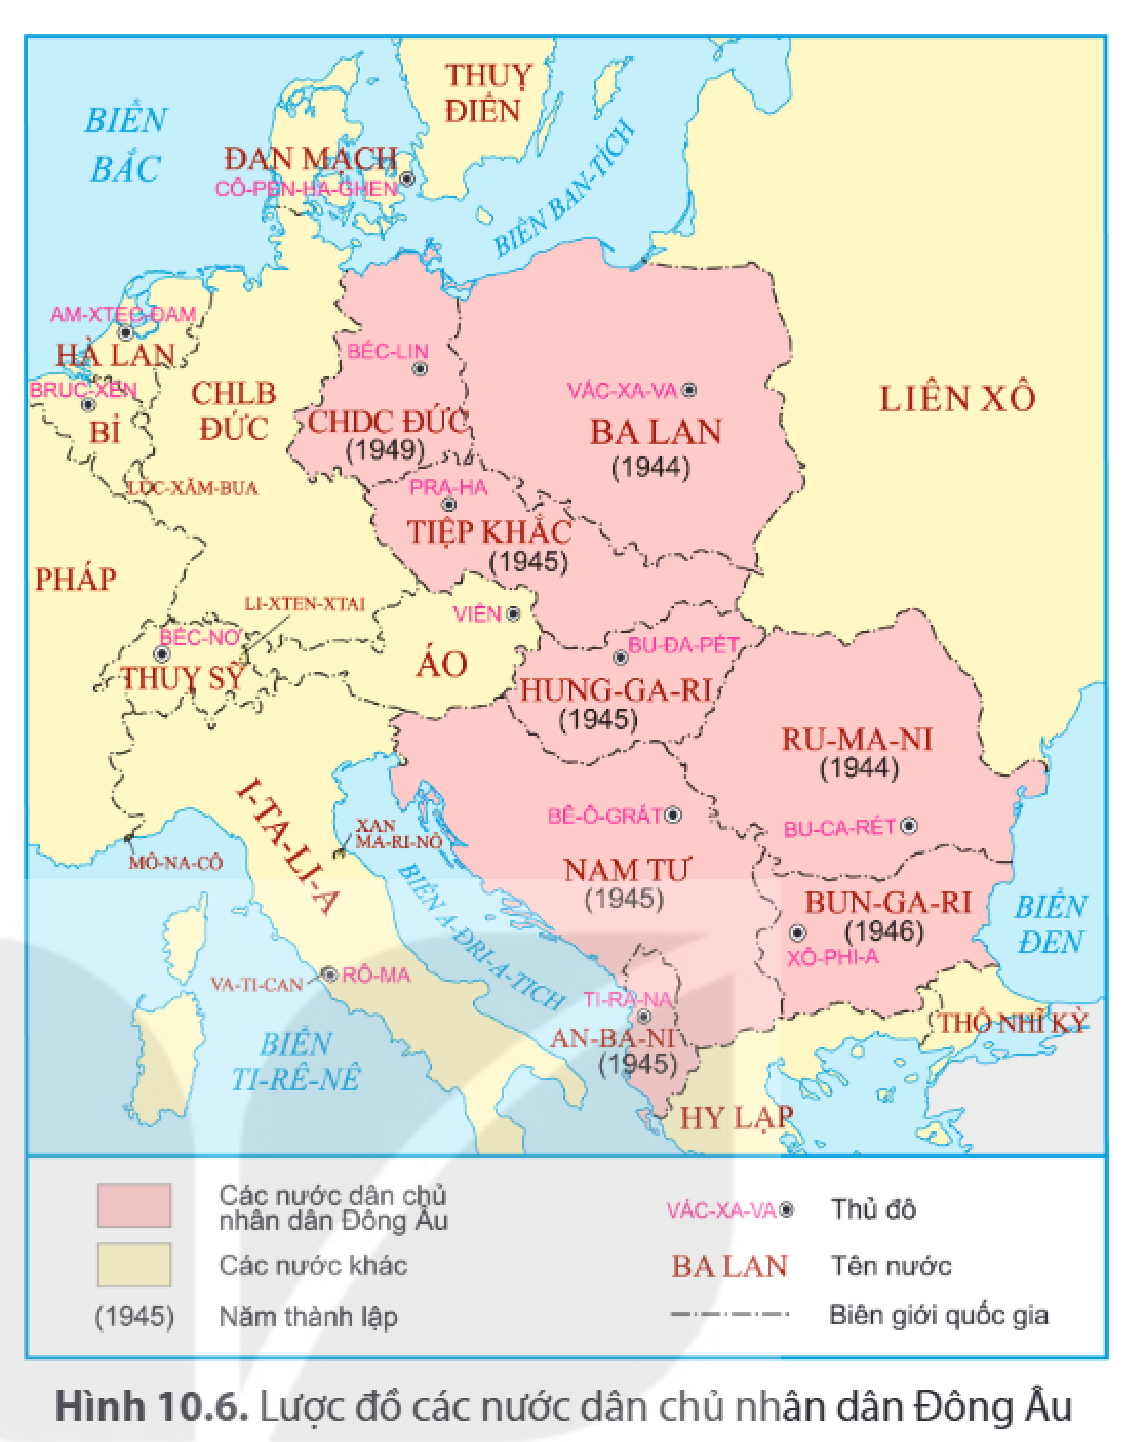 THUỴ
ĐIỂN
BIỂN
BẮC
ĐAN MẠCH
CÔ-PEN-HA-GHEN
BIỂN BAN-TÍCH
AM-XTEC-ĐAM
HÀ LAN
BRUC-XEN
BỈ
CHLB
ĐỨC
BÉC-LIN
CHDC ĐỨC
(1949)
VÁC-XA-VA
BA LAN
(1944)
LIÊN XÔ
LÚC-XĂM-BUA
PRA-HA
TIỆP KHẮC
(1945)
PHÁP
LI-XTEN-XTAI
VIÊN
BÉC-NƠ
THUỴ SỸ
ÁO
BU-ĐA-PÉT
HUNG-GA-RI
(1945)
RU-MA-NI
(1944)
I-TA-LI-A
BÊ-Ô-GRÁT
BU-CA-RÉT
XAN
MA-RI-NÔ
MÔ-NA-CÔ
NAM TƯ
(1945)
BIỂN A-ĐRI-A-TICH
BUN-GA-RI
(1946)
XÔ-PHI-A
BIỂN
ĐEN
VA-TI-CAN
RÔ-MA
TI-RA-NA
AN-BA-NI
(1945)
THỔ NHĨ KỲ
BIỂN
TI-RÊ-NÊ
HY LẠP
Các nước dân chủ
nhân dân Đông Âu
Các nước khác
(1945) Năm thành lập
VÁC-XA-VA Thủ đô
BA LAN Tên nước
Biên giới quốc gia
Hình 10.6. Lược đồ các nước dân chủ nhân dân Đông Âu